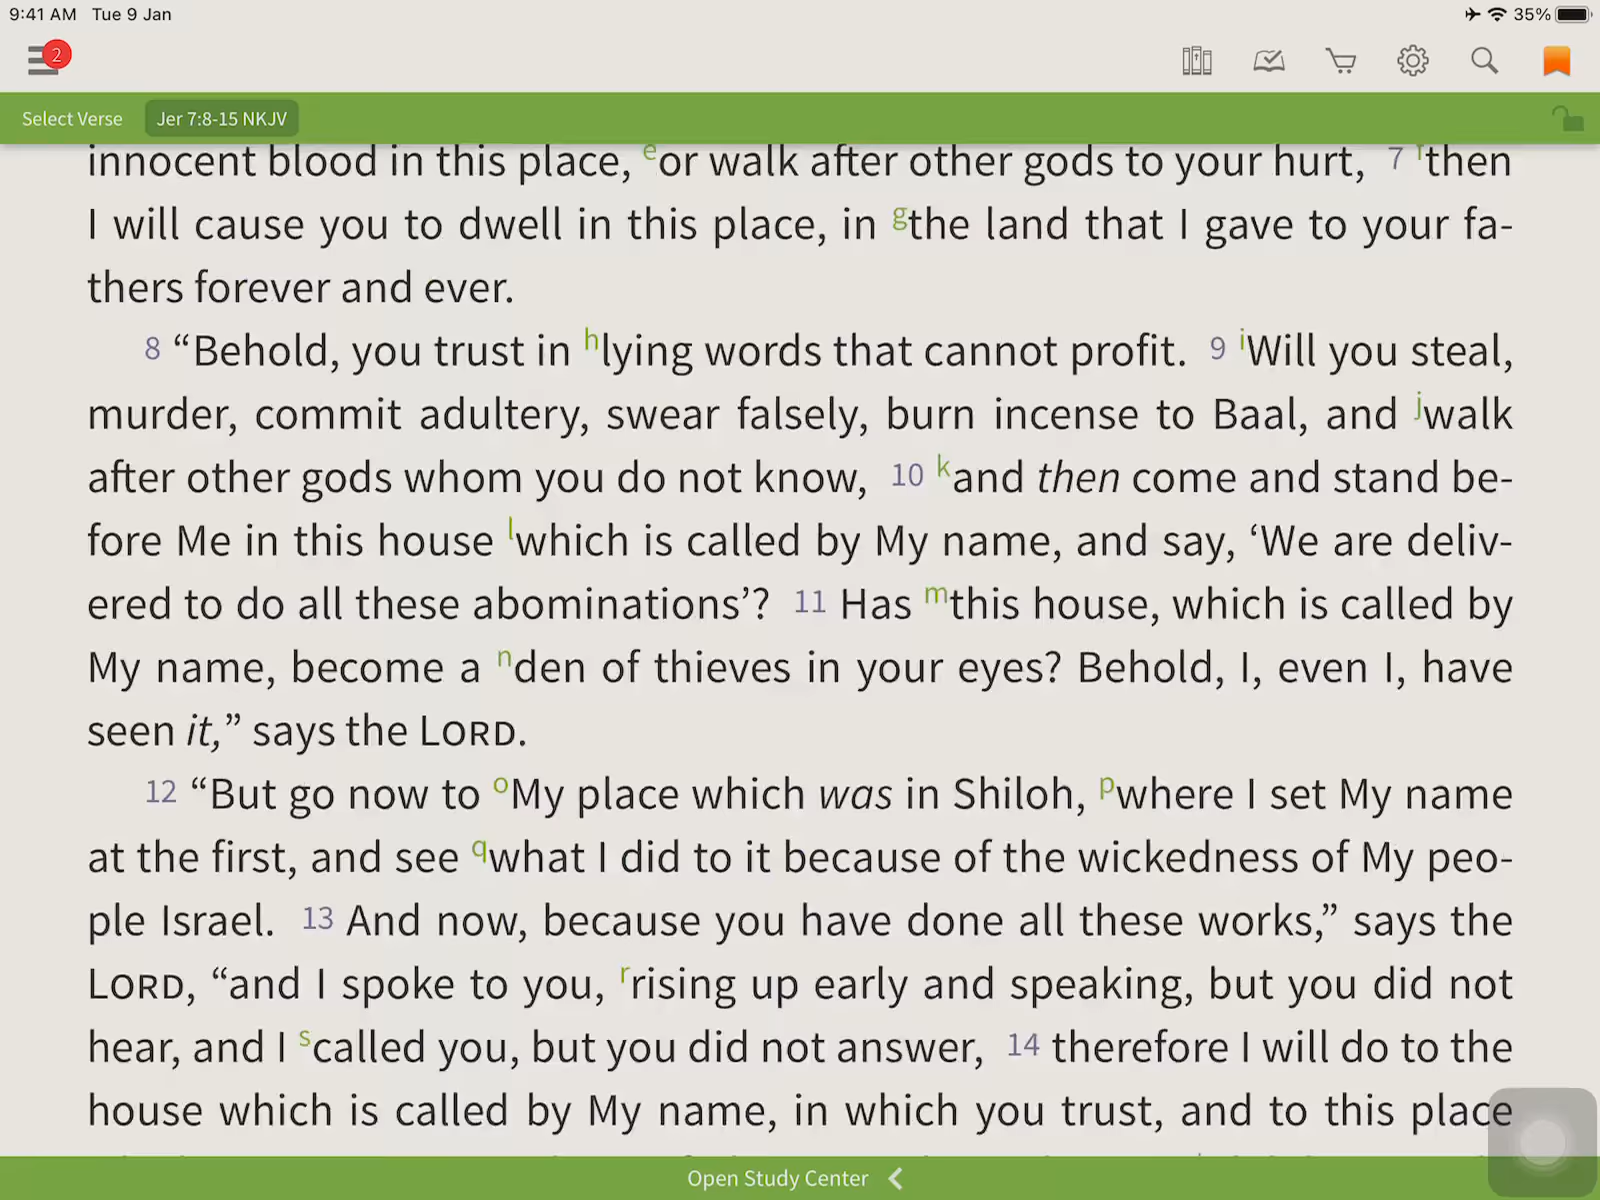 9:41 AM Tue 9 Jan 35%
2
Select Verse Jer 7:8-15 NKJV
innocent blood in this place, eor walk after other gods to your hurt, 7 fthen
I will cause you to dwell in this place, in gthe land that I gave to your fa-
thers forever and ever.
8 “Behold, you trust in hlying words that cannot profit. 9 iWill you steal,
murder, commit adultery, swear falsely, burn incense to Baal, and jwalk
after other gods whom you do not know, 10 kand then come and stand be-
fore Me in this house lwhich is called by My name, and say, ‘We are deliv-
ered to do all these abominations’? 11 Has mthis house, which is called by
My name, become a nden of thieves in your eyes? Behold, I, even I, have
seen it,” says the LORD.
12 “But go now to oMy place which was in Shiloh, pwhere I set My name
at the first, and see qwhat I did to it because of the wickedness of My peo-
ple Israel. 13 And now, because you have done all these works,” says the
LORD, “and I spoke to you, rrising up early and speaking, but you did not
hear, and I scalled you, but you did not answer, 14 therefore I will do to the
house which is called by My name, in which you trust, and to this place
Open Study Center